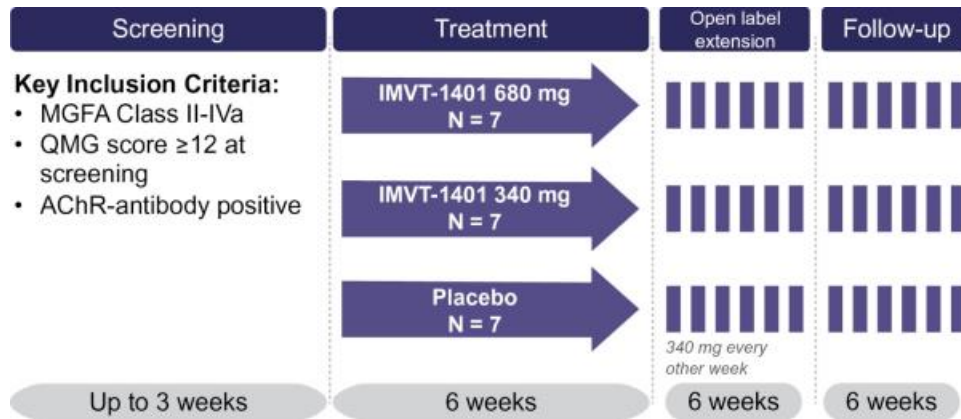 Screening
Treatment
Open label
extension
Follow-up
Key Inclusion Criteria:
• MGFA Class II-IVa
• QMG score ≥12 at
screening
• AChR-antibody positive
IMVT-1401 680 mg
N = 7
IMVT-1401 340 mg
N = 7
Placebo
N = 7
340 mg every
other week
Up to 3 weeks
6 weeks
6 weeks
6 weeks